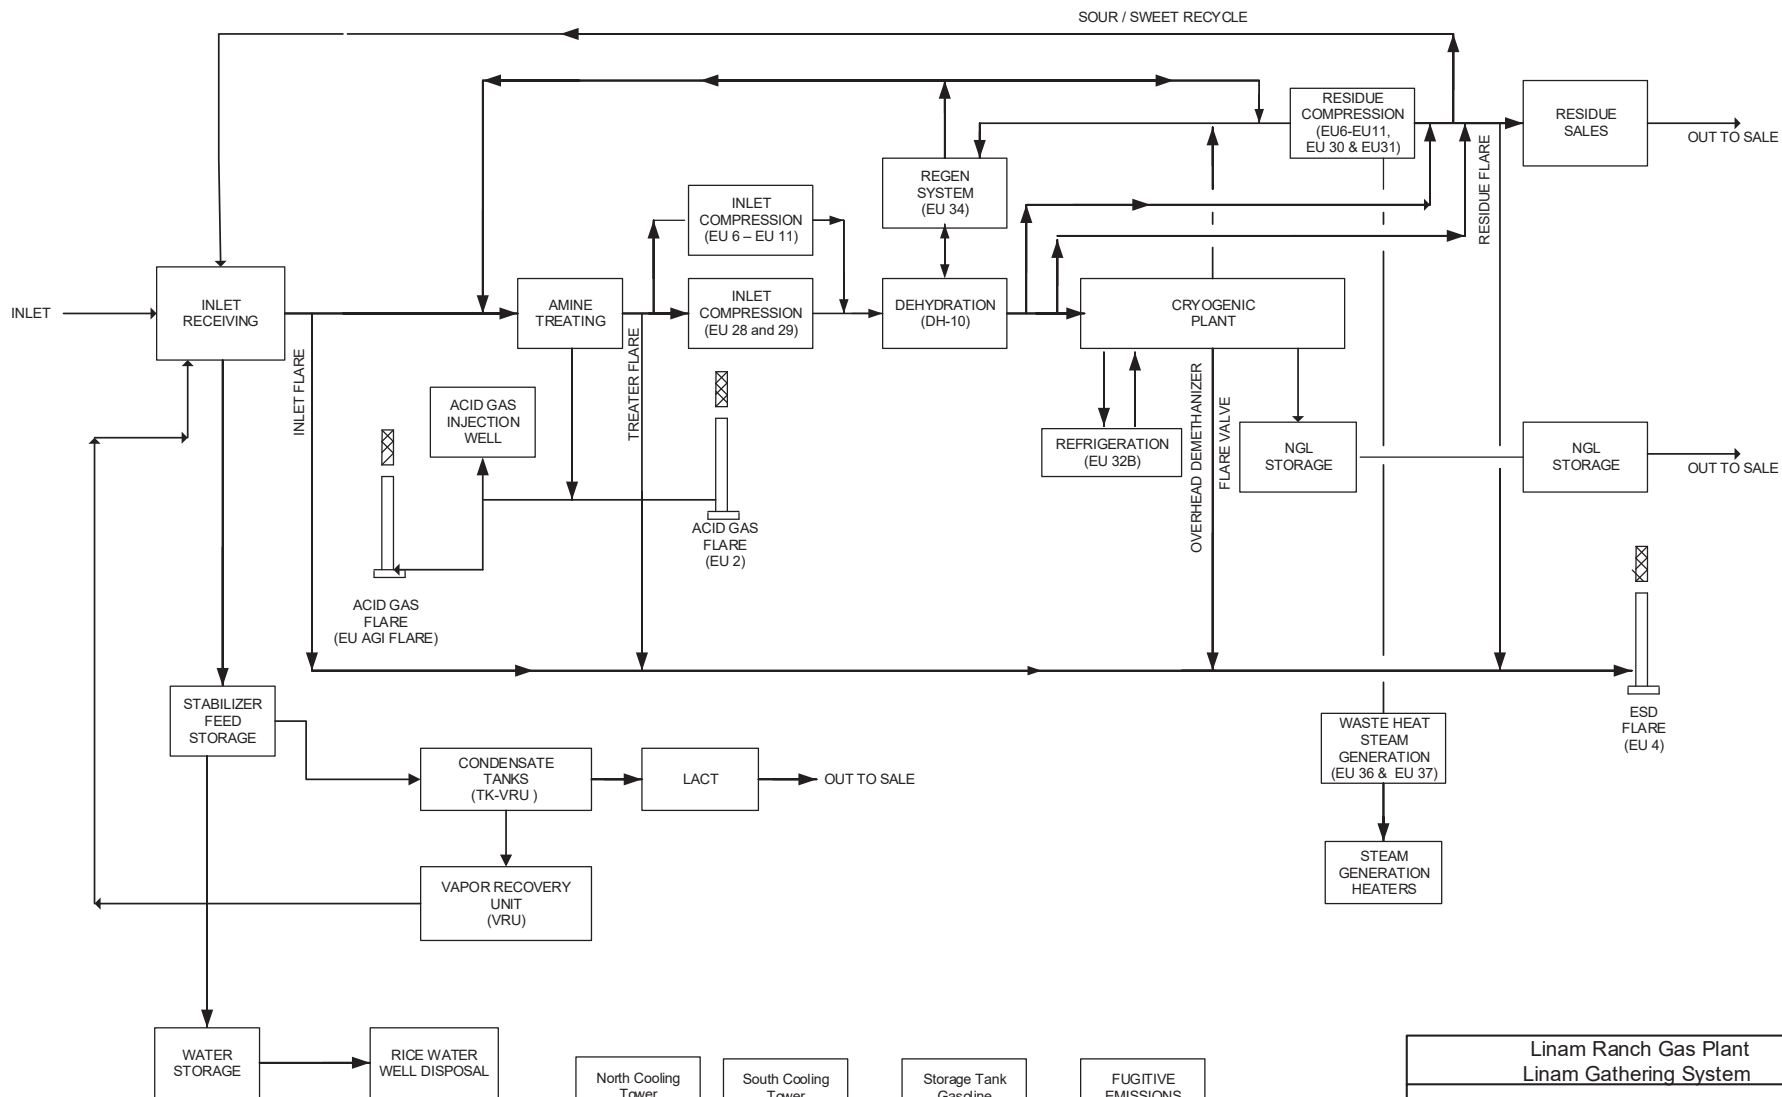 SOUR / SWEET RECYCLE
RESIDUE
COMPRESSION
(EU6-EU11,
EU 30 & EU31)
RESIDUE
SALES
OUT TO SALE
REGEN
SYSTEM
(EU 34)
RESIDUE FLARE
INLET
COMPRESSION
(EU 6 – EU 11)
INLET
INLET
RECEIVING
AMINE
TREATING
INLET
COMPRESSION
(EU 28 and 29)
DEHYDRATION
(DH-10)
CRYOGENIC
PLANT
INLET FLARE
TREATER FLARE
ACID GAS
INJECTION
WELL
REFRIGERATION
(EU 32B)
OVERHEAD DEMETHANIZER
FLARE VALVE
NGL
STORAGE
NGL
STORAGE
OUT TO SALE
ACID GAS
FLARE
(EU 2)
ACID GAS
FLARE
(EU AGI FLARE)
STABILIZER
FEED
STORAGE
ESD
FLARE
(EU 4)
WASTE HEAT
STEAM
GENERATION
(EU 36 & EU 37)
CONDENSATE
TANKS
(TK-VRU )
LACT
OUT TO SALE
STEAM
GENERATION
HEATERS
VAPOR RECOVERY
UNIT
(VRU)
WATER
STORAGE
RICE WATER
WELL DISPOSAL
North Cooling
Tower
South Cooling
Tower
Storage Tank
Gasoline
FUGITIVE
EMISSIONS
Linam Ranch Gas Plant
Linam Gathering System